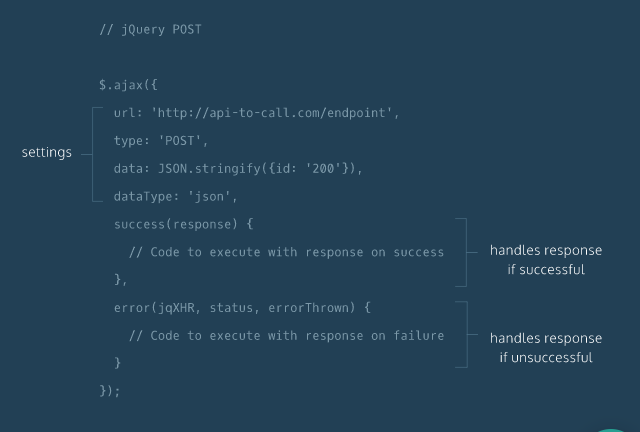 // jQuery POST
$.ajax({
url: 'http://api-to-call.com/endpoint',
type: 'POST',
settings
data: JSON.stringify({id: '200'}),
dataType: 'json',
success(response) {
// Code to execute with response on success
handles response
if successful
},
error(jqXHR, status, errorThrown) {
// Code to execute with response on failure
handles response
if unsuccessful
}
});